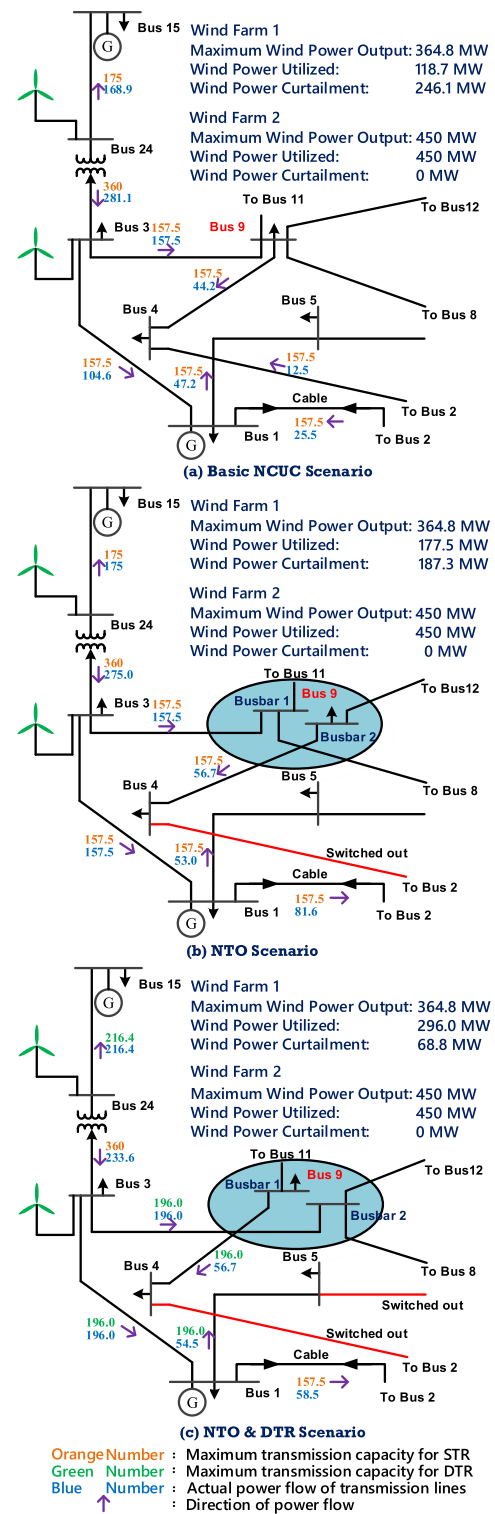 Bus 15
G
Wind Farm 1
Maximum Wind Power Output: 364.8 MW
Wind Power Utilized: 118.7 MW
Wind Power Curtailment: 246.1 MW
175
168.9
Wind Farm 2
Maximum Wind Power Output: 450 MW
Wind Power Utilized: 450 MW
Wind Power Curtailment: 0 MW
Bus 24
360
281.1
To Bus 11
To Bus12
Bus 3
157.5
157.5
Bus 9
157.5
44.2
Bus 4
Bus 5
To Bus 8
157.5
104.6
157.5
47.2
157.5
12.5
Cable
To Bus 2
G
Bus 1
157.5
25.5
To Bus 2
(a) Basic NCUC Scenario
Bus 15
G
Wind Farm 1
Maximum Wind Power Output: 364.8 MW
Wind Power Utilized: 177.5 MW
Wind Power Curtailment: 187.3 MW
175
175
Wind Farm 2
Maximum Wind Power Output: 450 MW
Wind Power Utilized: 450 MW
Wind Power Curtailment: 0 MW
Bus 24
360
275.0
To Bus 11
To Bus12
Bus 3
157.5
157.5
Busbar 1
Bus 9
Busbar 2
157.5
56.7
Bus 4
Bus 5
To Bus 8
157.5
157.5
157.5
53.0
Switched out
Cable
To Bus 2
G
Bus 1
157.5
81.6
To Bus 2
(b) NTO Scenario
Bus 15
G
Wind Farm 1
Maximum Wind Power Output: 364.8 MW
Wind Power Utilized: 296.0 MW
Wind Power Curtailment: 68.8 MW
216.4
216.4
Wind Farm 2
Maximum Wind Power Output: 450 MW
Wind Power Utilized: 450 MW
Wind Power Curtailment: 0 MW
Bus 24
360
233.6
To Bus 11
To Bus12
Bus 3
196.0
196.0
Busbar 1
Bus 9
Busbar 2
196.0
56.7
Bus 4
Bus 5
To Bus 8
Switched out
196.0
196.0
196.0
54.5
Switched out
Cable
To Bus 2
G
Bus 1
157.5
58.5
To Bus 2
(c) NTO & DTR Scenario
Orange Number : Maximum transmission capacity for STR
Green Number : Maximum transmission capacity for DTR
Blue Number : Actual power flow of transmission lines
: Direction of power flow